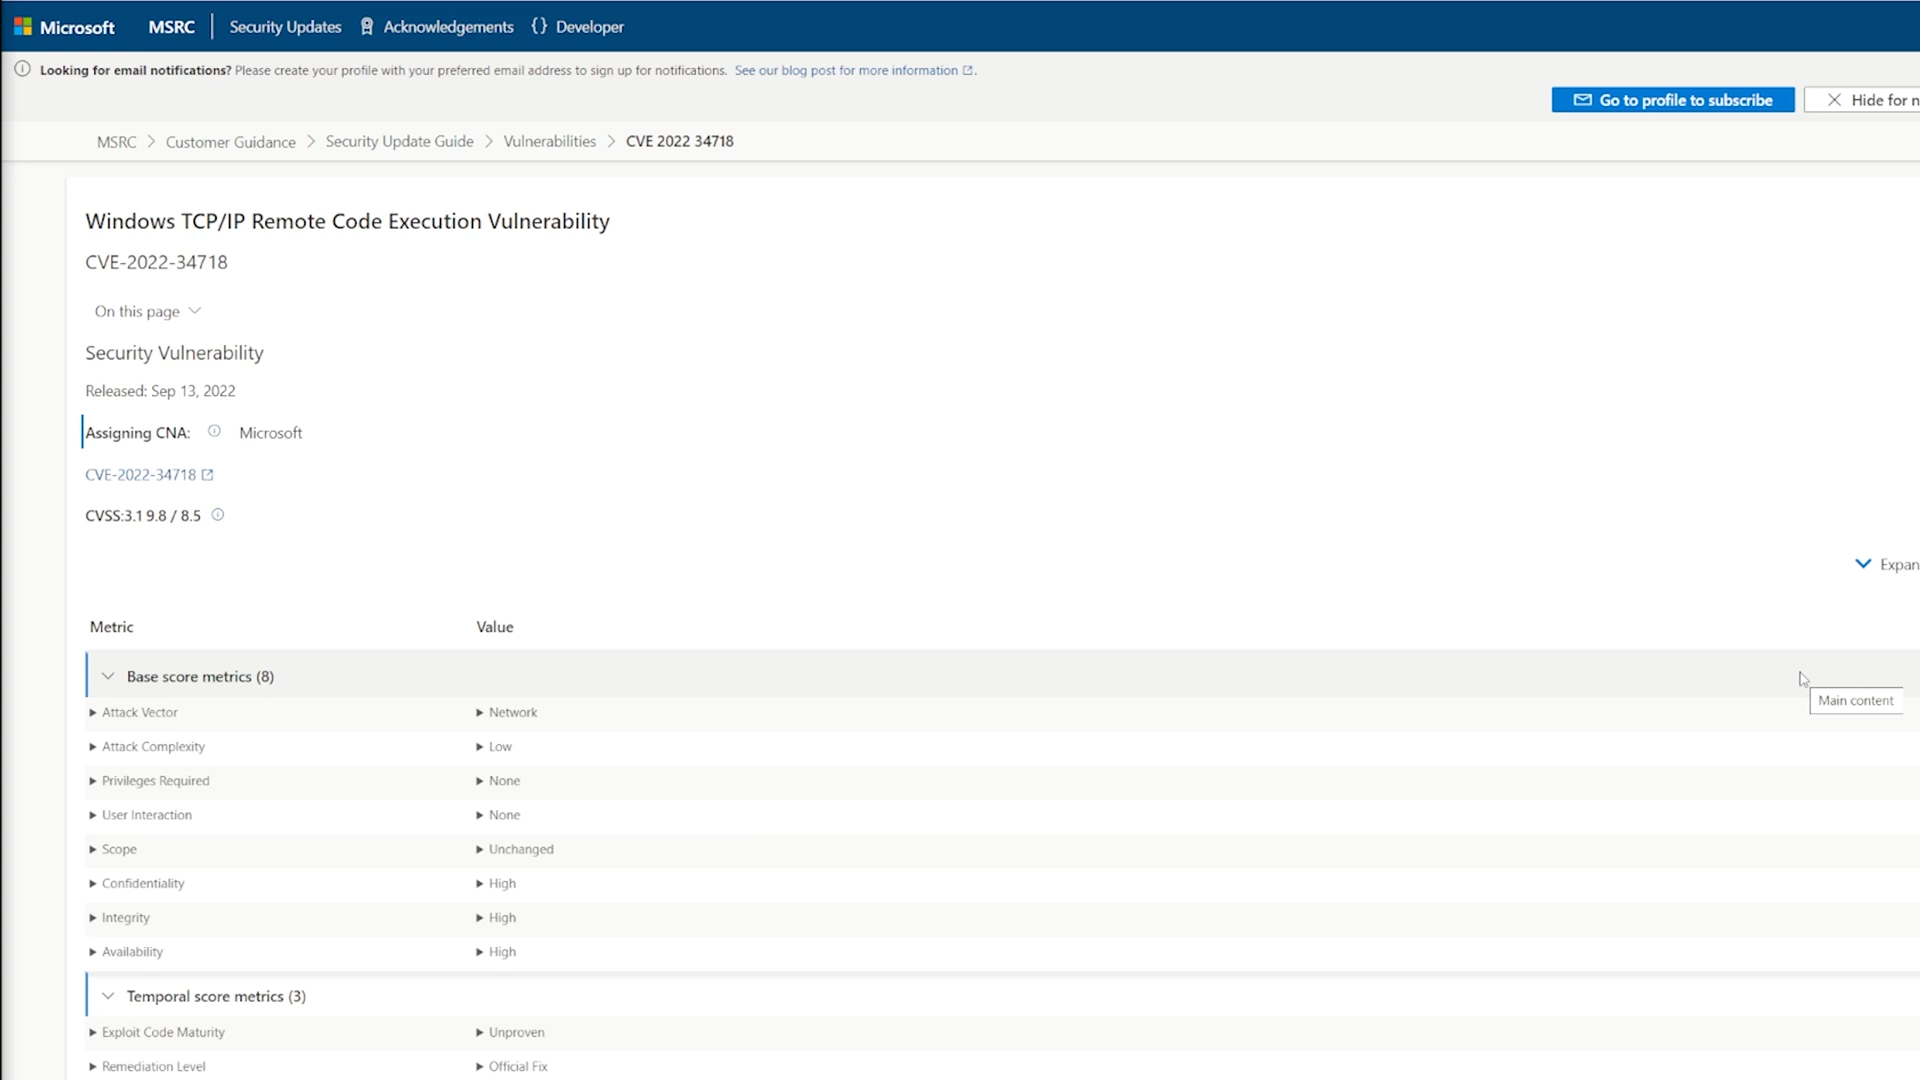 Microsoft MSRC Security Updates Acknowledgements {} Developer
Looking for email notifications? Please create your profile with your preferred email address to sign up for notifications. See our blog post for more information.
Go to profile to subscribe Hide for n
MSRC > Customer Guidance > Security Update Guide > Vulnerabilities > CVE 2022 34718
Windows TCP/IP Remote Code Execution Vulnerability
CVE-2022-34718
On this page
Security Vulnerability
Released: Sep 13, 2022
Assigning CNA: Microsoft
CVE-2022-34718
CVSS:3.1 9.8 / 8.5
Expan
Metric Value
Base score metrics (8)
Main content
Attack Vector Network
Attack Complexity Low
Privileges Required None
User Interaction None
Scope Unchanged
Confidentiality High
Integrity High
Availability High
Temporal score metrics (3)
Exploit Code Maturity Unproven
Remediation Level Official Fix